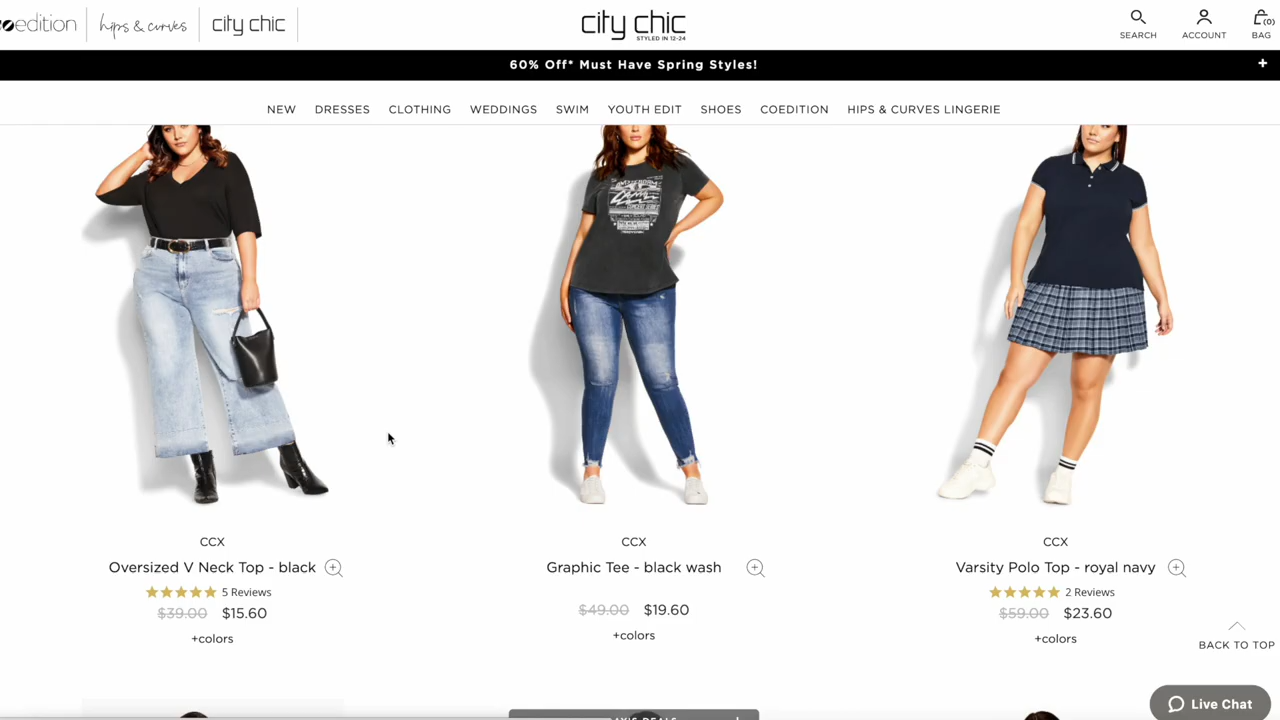 edition hips & curves city chic
city chic
STYLED IN 12-24
SEARCH ACCOUNT BAG (0)
60% Off* Must Have Spring Styles! +
NEW DRESSES CLOTHING WEDDINGS SWIM YOUTH EDIT SHOES COEDITION HIPS & CURVES LINGERIE
CCX CCX CCX
Oversized V Neck Top - black Graphic Tee - black wash Varsity Polo Top - royal navy
5 Reviews 2 Reviews
$39.00 $15.60 $49.00 $19.60 $59.00 $23.60
+colors +colors +colors
BACK TO TOP
Live Chat